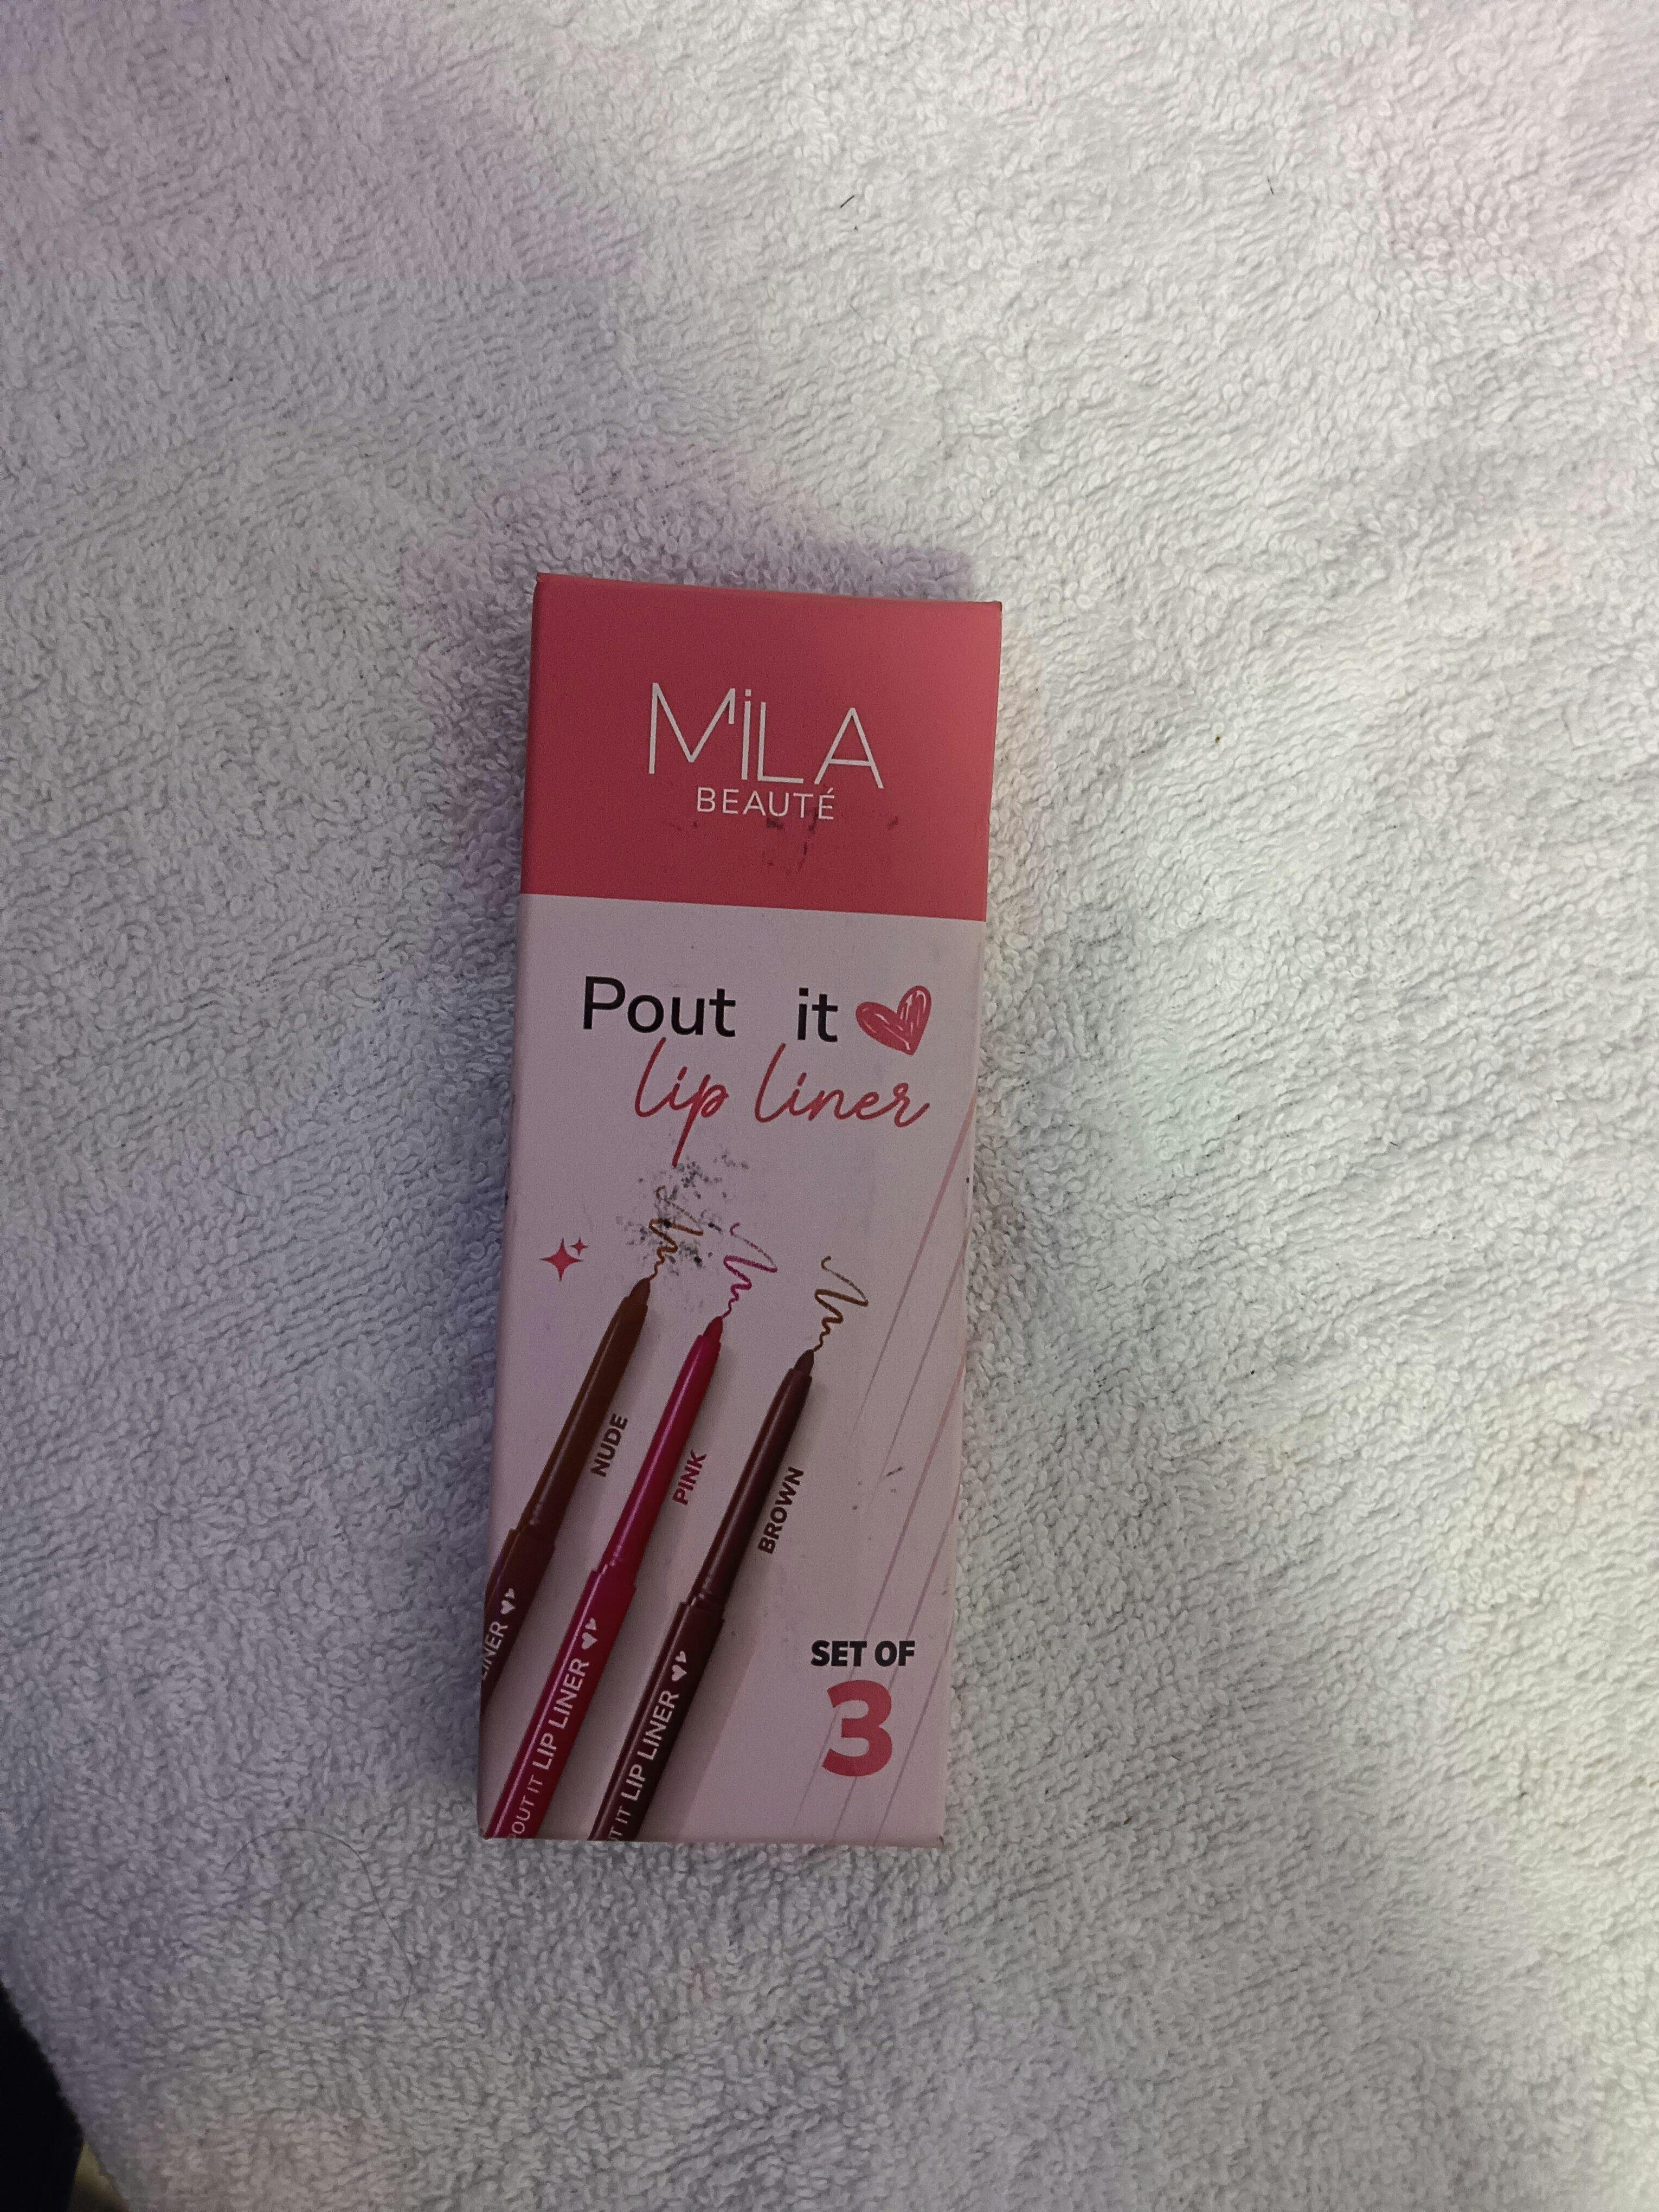 MiLA
BEAUTÉ
Pout it
lip liner
NUDE
PINK
BROWN
LINER
OUT IT LIP LINER
IT LIP LINER
SET OF
3